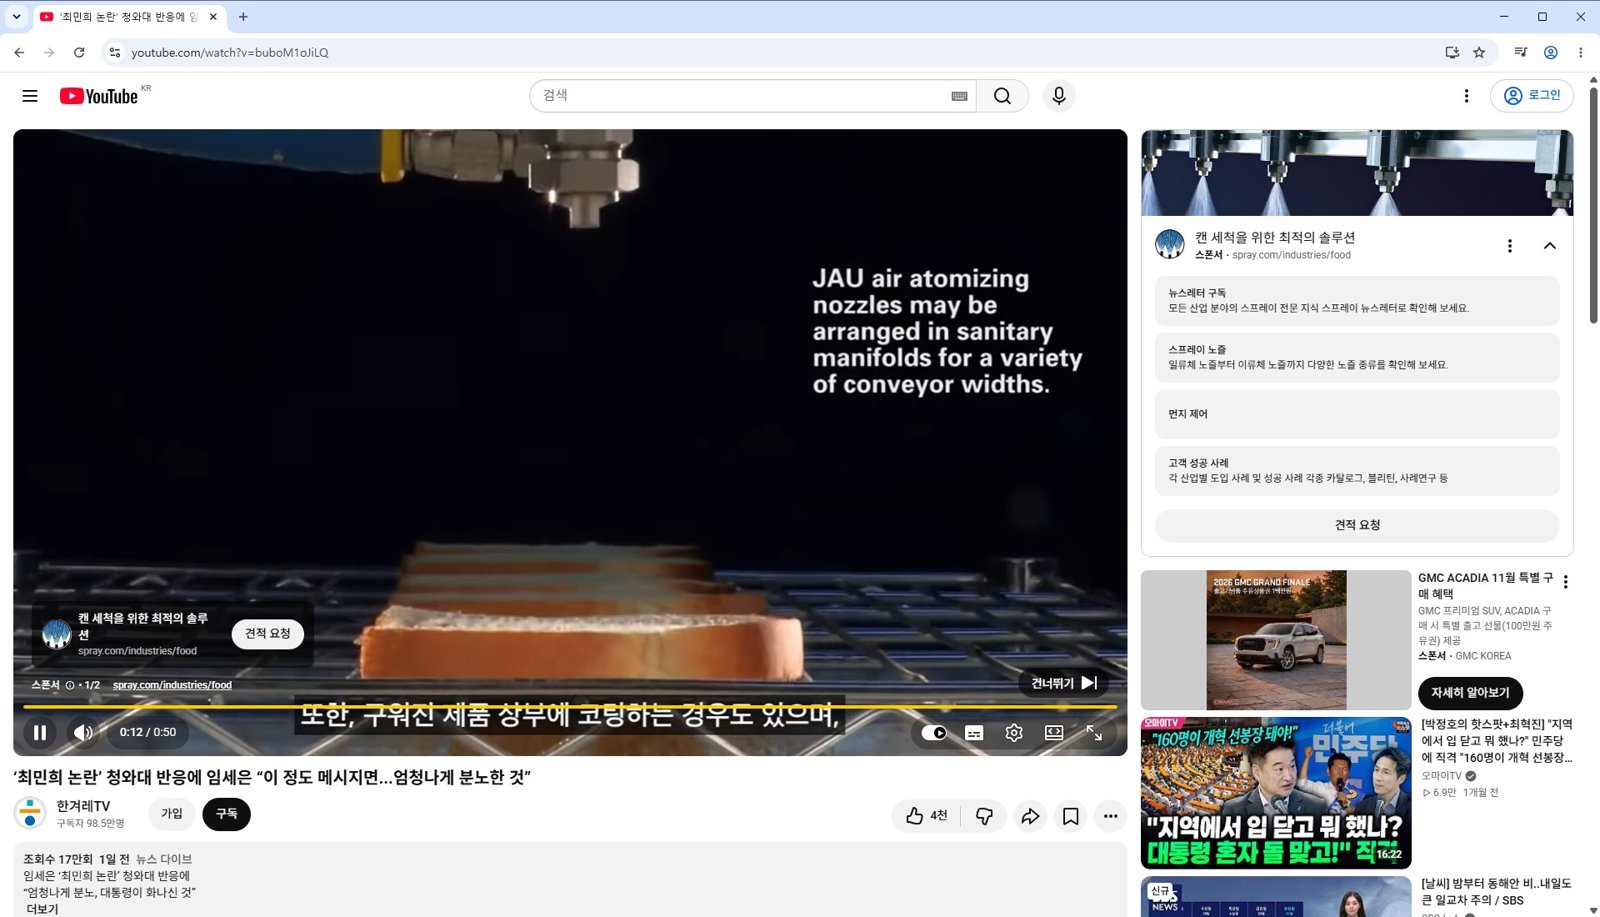 '최민희 논란' 청와대 반응에 임
youtube.com/watch?v=buboM1oJiLQ
YouTube KR
검색
로그인
JAU air atomizing
nozzles may be
arranged in sanitary
manifolds for a variety
of conveyor widths.
캔 세척을 위한 최적의 솔루
션
spray.com/industries/food
견적 요청
스폰서 · 1/2 spray.com/industries/food
건너뛰기
또한, 구워진 제품 상부에 코팅하는 경우도 있으며,
0:12 / 0:50
‘최민희 논란’ 청와대 반응에 임세은 “이 정도 메시지면...엄청나게 분노한 것”
한겨레TV
구독자 98.5만명
가입
구독
4천
조회수 17만회 1일 전 뉴스 다이브
임세은 ‘최민희 논란’ 청와대 반응에
“엄청나게 분노, 대통령이 화나신 것”
더보기
캔 세척을 위한 최적의 솔루션
스폰서 · spray.com/industries/food
뉴스레터 구독
모든 산업 분야의 스프레이 전문 지식 스프레이 뉴스레터로 확인해 보세요.
스프레이 노즐
일류체 노즐부터 이류체 노즐까지 다양한 노즐 종류를 확인해 보세요.
먼지 제어
고객 성공 사례
각 산업별 도입 사례 및 성공 사례 각종 카탈로그, 블리틴, 사례연구 등
견적 요청
2026 GMC GRAND FINALE
GMC ACADIA 11월 특별 구
매 혜택
GMC 프리미엄 SUV, ACADIA 구
매 시 특별 출고 선물(100만원 주
유권) 제공
스폰서 · GMC KOREA
자세히 알아보기
오마이TV
"160명이 개혁 선봉장 돼야!"
더불어
민주당
"지역에서 입 닫고 뭐 했나?
대통령 혼자 돌 맞고!" 직격
16:22
[박정호의 핫스팟+최혁진] "지역
에서 입 닫고 뭐 했나?" 민주당
에 직격 "160명이 개혁 선봉장...
오마이TV
6.9만 1개월 전
신규
NEWS
[날씨] 밤부터 동해안 비..내일도
큰 일교차 주의 / SBS